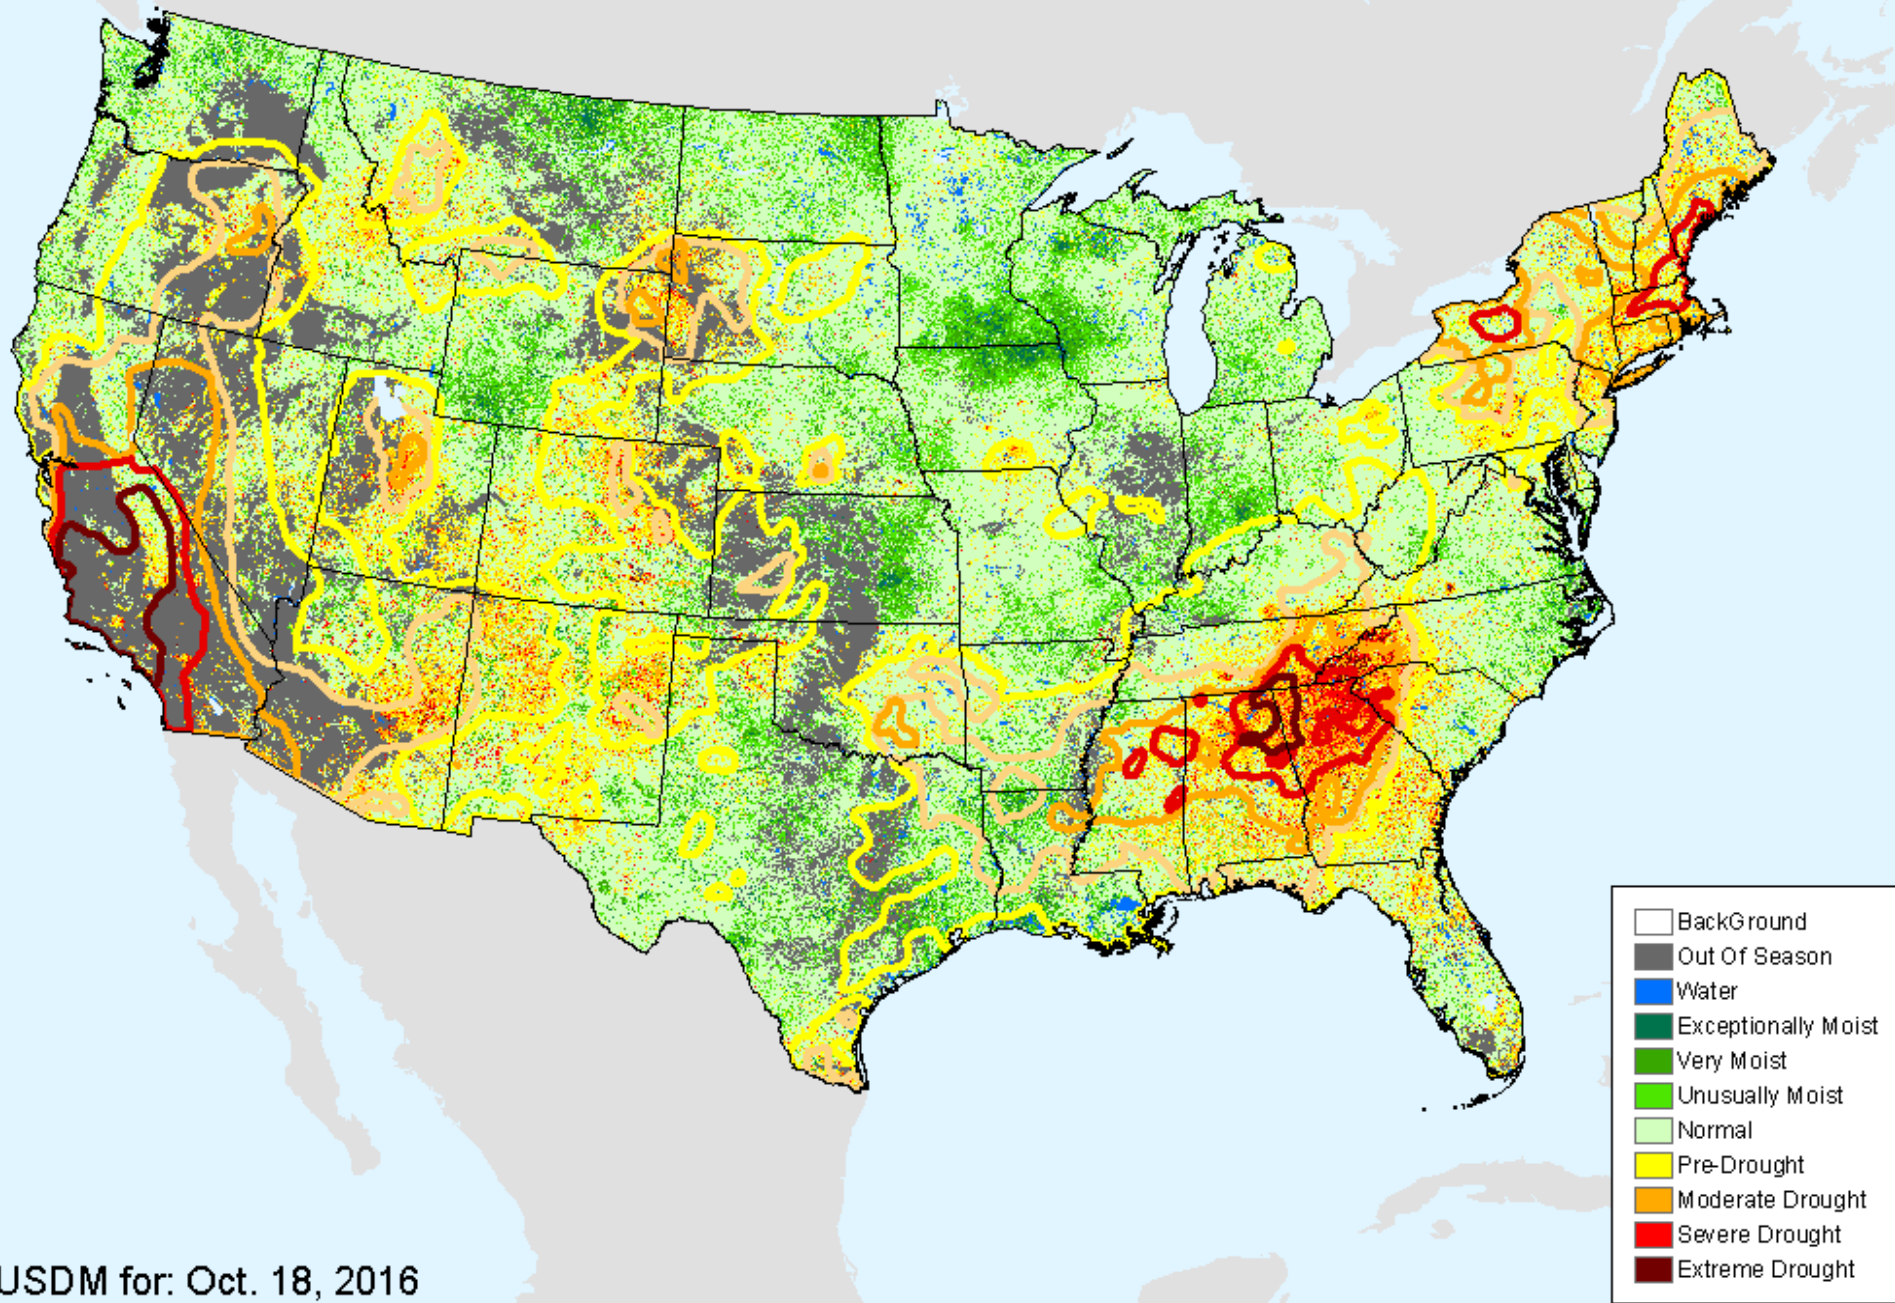 BackGround
Out Of Season
Water
Exceptionally Moist
Very Moist
Unusually Moist
Normal
Pre-Drought
Moderate Drought
Severe Drought
Extreme Drought
USDM for: Oct. 18, 2016